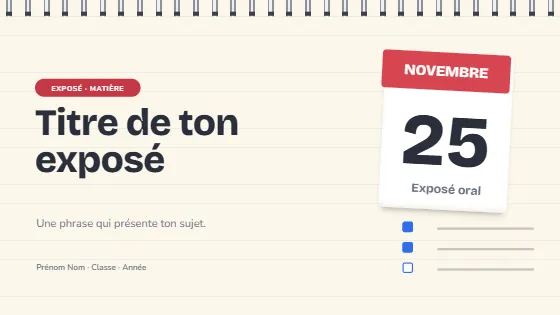 EXPOSÉ · MATIÈRE
Titre de ton
exposé
Une phrase qui présente ton sujet.
Prénom Nom · Classe · Année
NOVEMBRE
25
Exposé oral